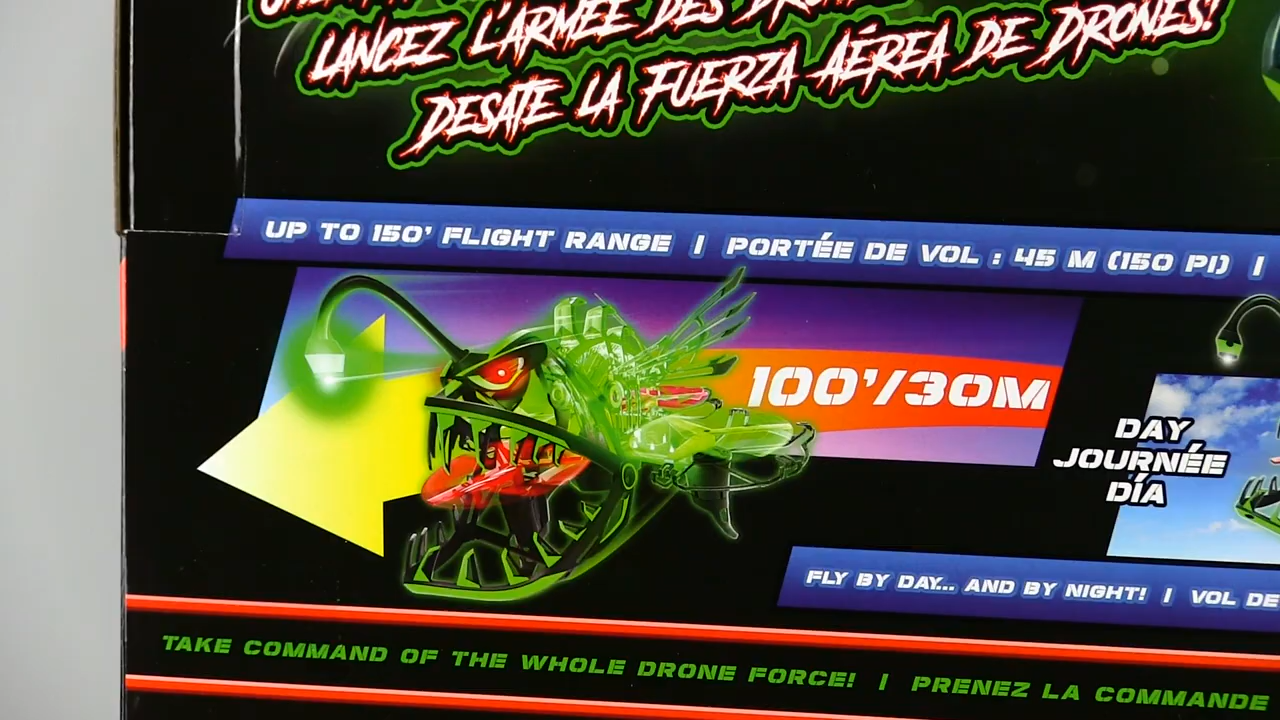 LANCEZ L'ARMÉE DES
DESATE LA FUERZA AÉREA DE DRONES!
UP TO 150' FLIGHT RANGE | PORTÉE DE VOL : 45 M (150 PI) |
100'/30M
DAY
JOURNÉE
DÍA
FLY BY DAY... AND BY NIGHT! | VOL DE
TAKE COMMAND OF THE WHOLE DRONE FORCE! | PRENEZ LA COMMANDE